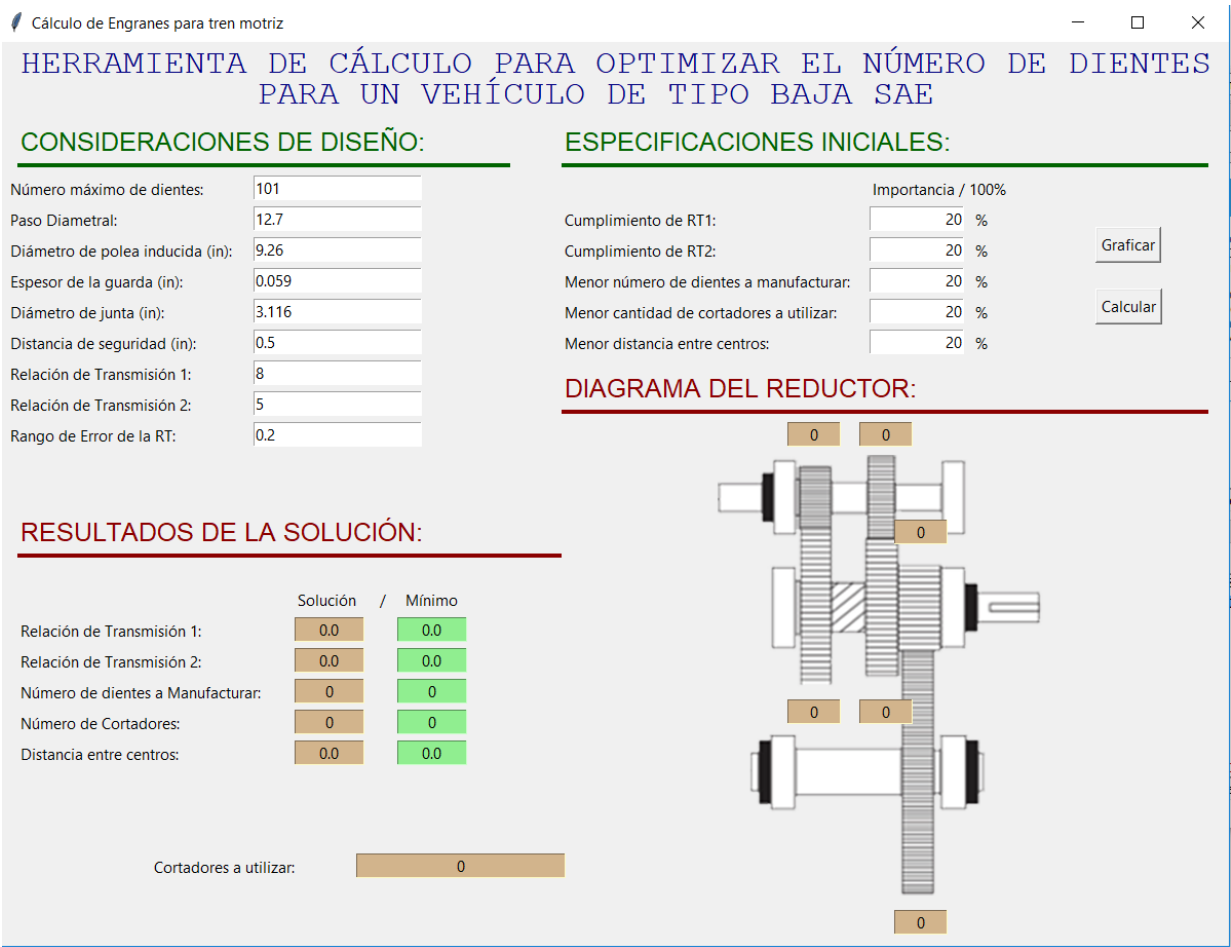 Cálculo de Engranes para tren motriz
HERRAMIENTA DE CÁLCULO PARA OPTIMIZAR EL NÚMERO DE DIENTES
PARA UN VEHÍCULO DE TIPO BAJA SAE
CONSIDERACIONES DE DISEÑO:
Número máximo de dientes: 101
Paso Diametral: 12.7
Diámetro de polea inducida (in): 9.26
Espesor de la guarda (in): 0.059
Diámetro de junta (in): 3.116
Distancia de seguridad (in): 0.5
Relación de Transmisión 1: 8
Relación de Transmisión 2: 5
Rango de Error de la RT: 0.2
ESPECIFICACIONES INICIALES:
Importancia / 100%
Cumplimiento de RT1: 20 %
Cumplimiento de RT2: 20 %
Menor número de dientes a manufacturar: 20 %
Menor cantidad de cortadores a utilizar: 20 %
Menor distancia entre centros: 20 %
Graficar
Calcular
DIAGRAMA DEL REDUCTOR:
0 0
0
0 0
0
RESULTADOS DE LA SOLUCIÓN:
Solución / Mínimo
Relación de Transmisión 1: 0.0 0.0
Relación de Transmisión 2: 0.0 0.0
Número de dientes a Manufacturar: 0 0
Número de Cortadores: 0 0
Distancia entre centros: 0.0 0.0
Cortadores a utilizar: 0